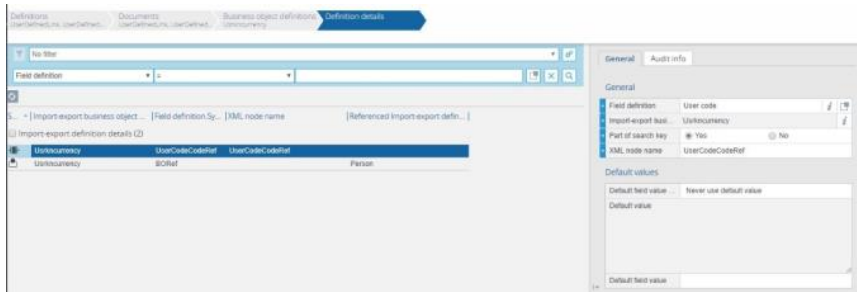 Definitions
Documents
Business object definitions
Definition details
No filter
Field definition
=
General
Audit info
General
Field definition
User code
Import-export busi...
UsrkIncurrency
Part of search key
Yes
No
XML node name
UserCodeCodeRef
Default values
Default field value ...
Never use default value
Default value
Default field value
S...
Import-export business object ...
Field definition.Sy...
XML node name
Referenced import-export defin...
Import-export definition details (2)
UserCodeCodeRef
UserCodeCodeRef
BORef
Person